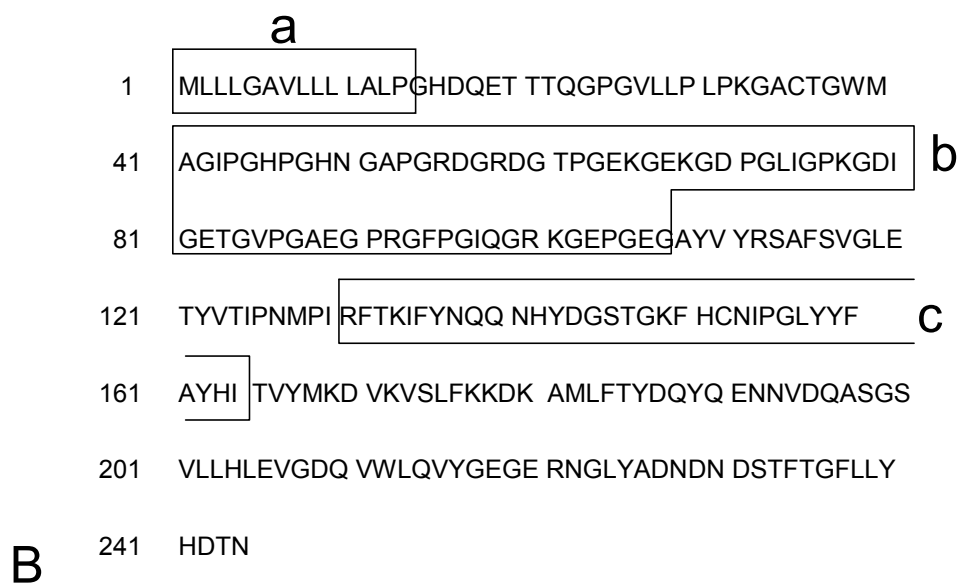 a
1 MLLLGAVLLL LALPGHDQET TTQGPGVLLP LPKGACTGWM
41 AGIPGHPGHN GAPGRDGRDG TPGEKGEKGD PGLIGPKGDI b
81 GETGVPGAEG PRGFPGIQGR KGEPGEGAYV YRSAFSVGLE
121 TYVTIPNMPI RFTKIFYNQQ NHYDGSTGKF HCNIPGLYYF c
161 AYHI TVYMKD VKVSLFKKDK AMLFTYDQYQ ENNVDQASGS
201 VLLHLEVGDQ VWLQVYGEGE RNGLYADNDN DSTFTGFLLY
241 HDTN
B